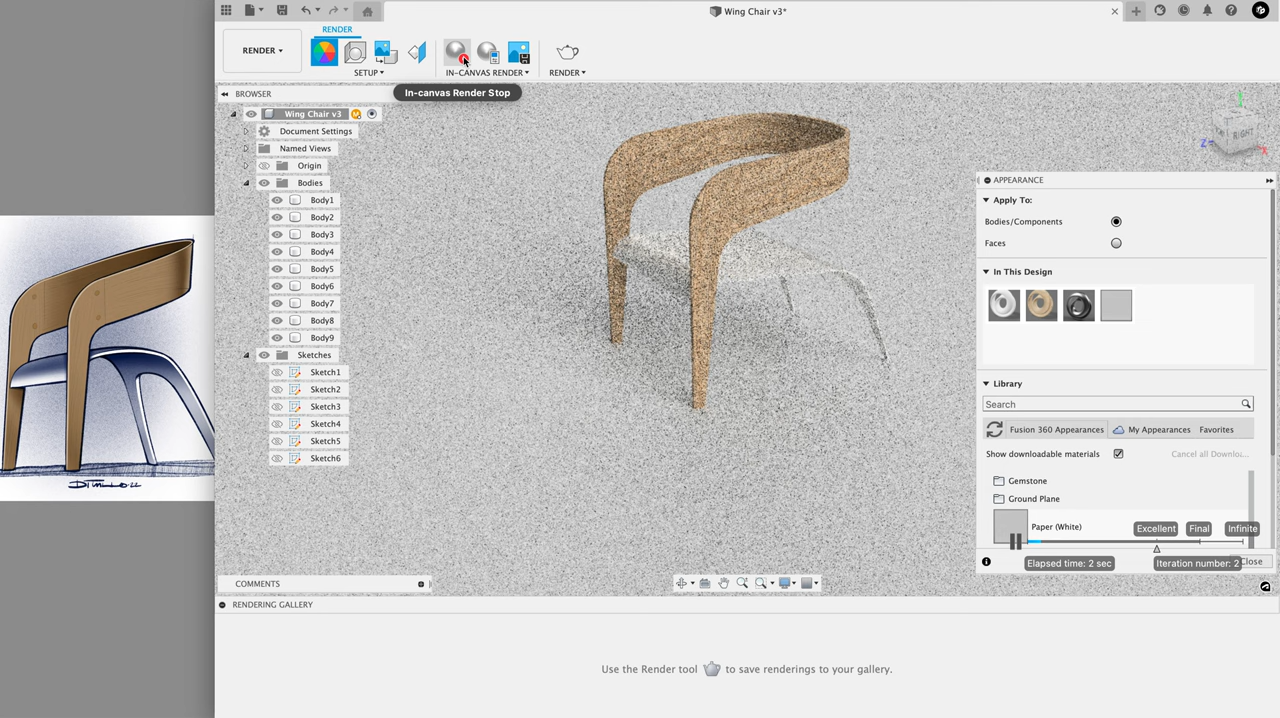 Wing Chair v3*
RENDER
RENDER
SETUP
IN-CANVAS RENDER
RENDER
In-canvas Render Stop
BROWSER
Wing Chair v3
Document Settings
Named Views
Origin
Bodies
Body1
Body2
Body3
Body4
Body5
Body6
Body7
Body8
Body9
Sketches
Sketch1
Sketch2
Sketch3
Sketch4
Sketch5
Sketch6
RIGHT
Z
X
APPEARANCE
Apply To:
Bodies/Components
Faces
In This Design
Library
Search
Fusion 360 Appearances My Appearances Favorites
Show downloadable materials Cancel all Downlo...
Gemstone
Ground Plane
Paper (White)
Excellent Final Infinite
Elapsed time: 2 sec Iteration number: 2
COMMENTS
RENDERING GALLERY
Use the Render tool to save renderings to your gallery.